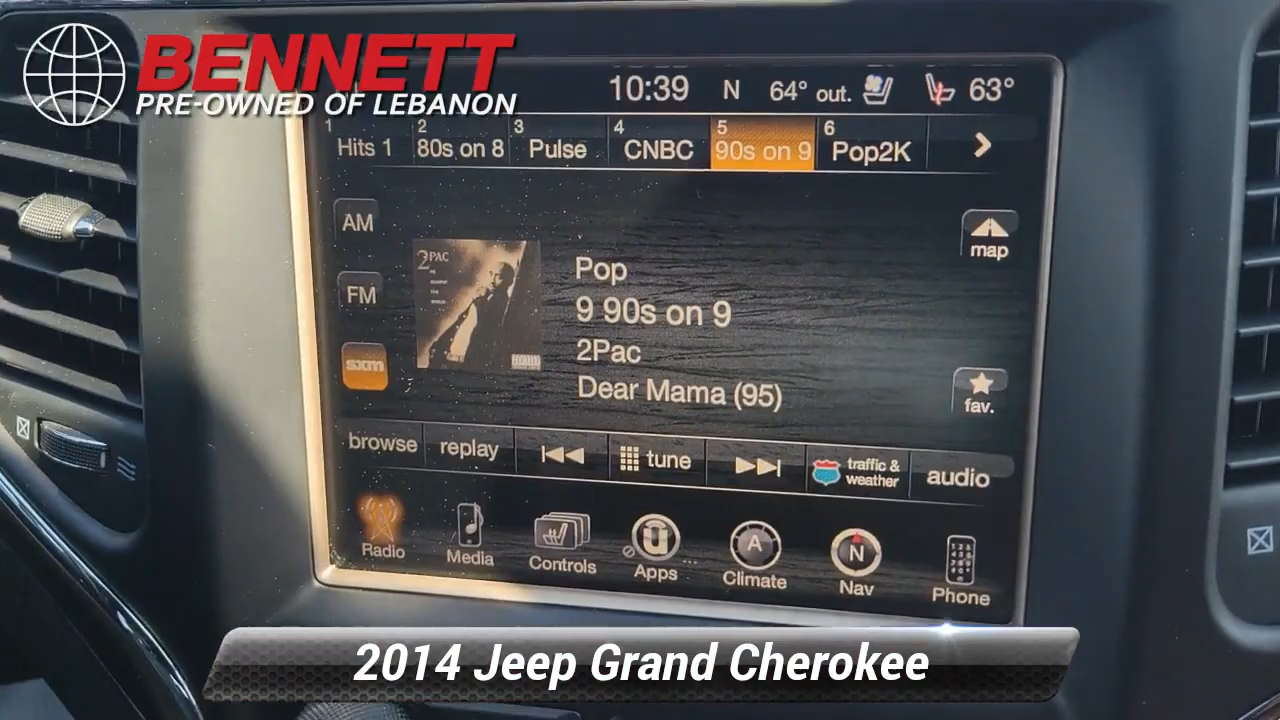 BENNETT
PRE-OWNED OF LEBANON
10:39 N 64° out. 63°
1 Hits 1 2 80s on 8 3 Pulse 4 CNBC 5 90s on 9 6 Pop2K
AM
FM
sxm
2PAC
Pop
9 90s on 9
2Pac
Dear Mama (95)
map
fav.
browse replay tune traffic & weather audio
Radio Media Controls Apps A Climate N Nav Phone
2014 Jeep Grand Cherokee